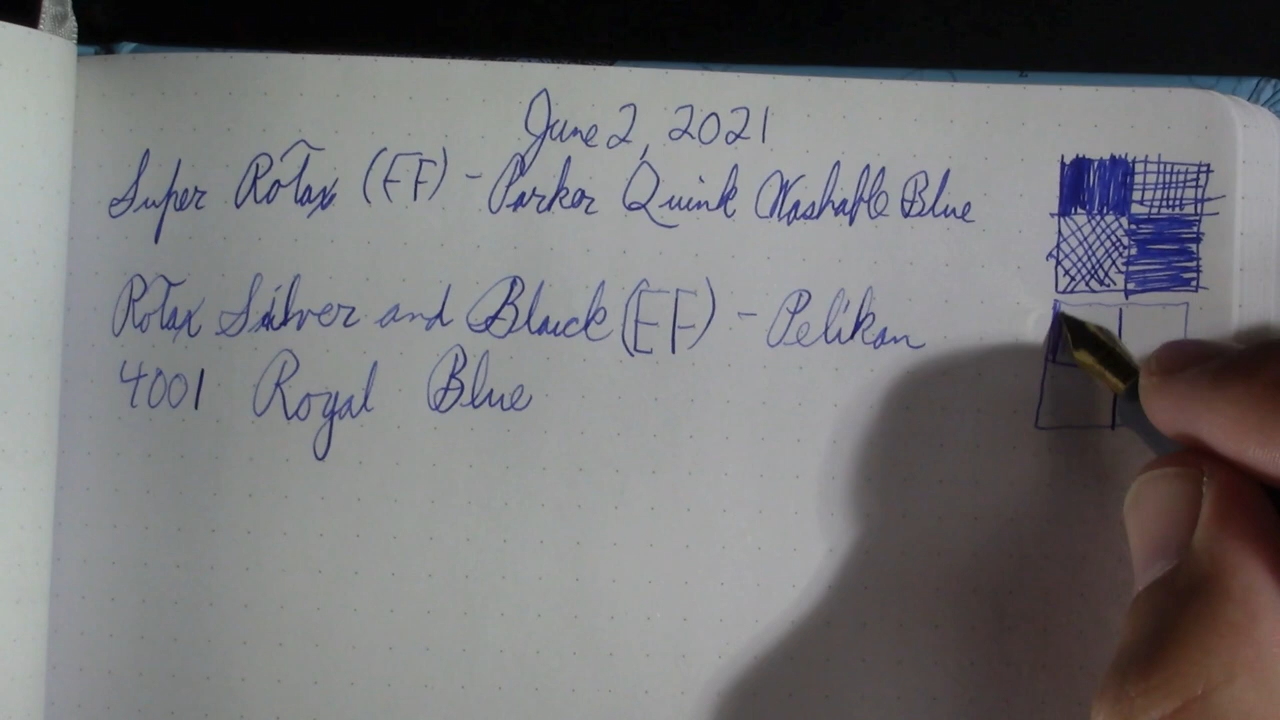 June 2, 2021
Super Rotax (EF) - Parker Quink Washable Blue
Rotax Silver and Black (EF) - Pelikan
4001 Royal Blue